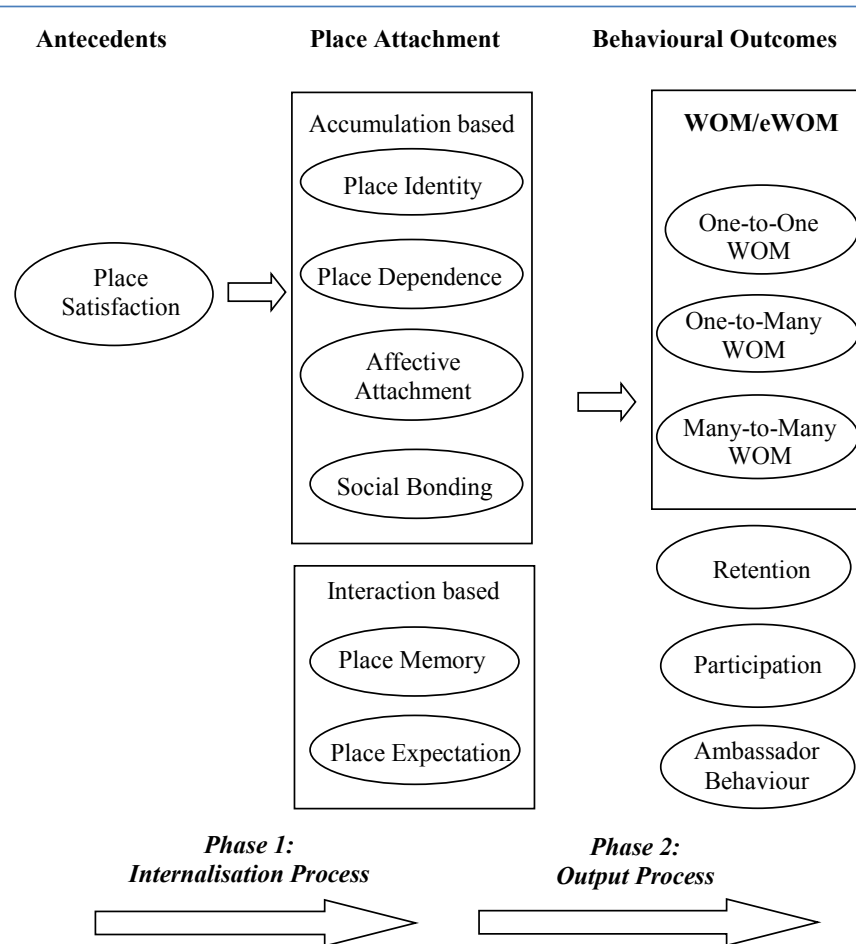 Antecedents
Place Attachment
Behavioural Outcomes
Place
Satisfaction
Accumulation based
Place Identity
Place Dependence
Affective
Attachment
Social Bonding
Interaction based
Place Memory
Place Expectation
WOM/eWOM
One-to-One
WOM
One-to-Many
WOM
Many-to-Many
WOM
Retention
Participation
Ambassador
Behaviour
Phase 1:
Internalisation Process
Phase 2:
Output Process